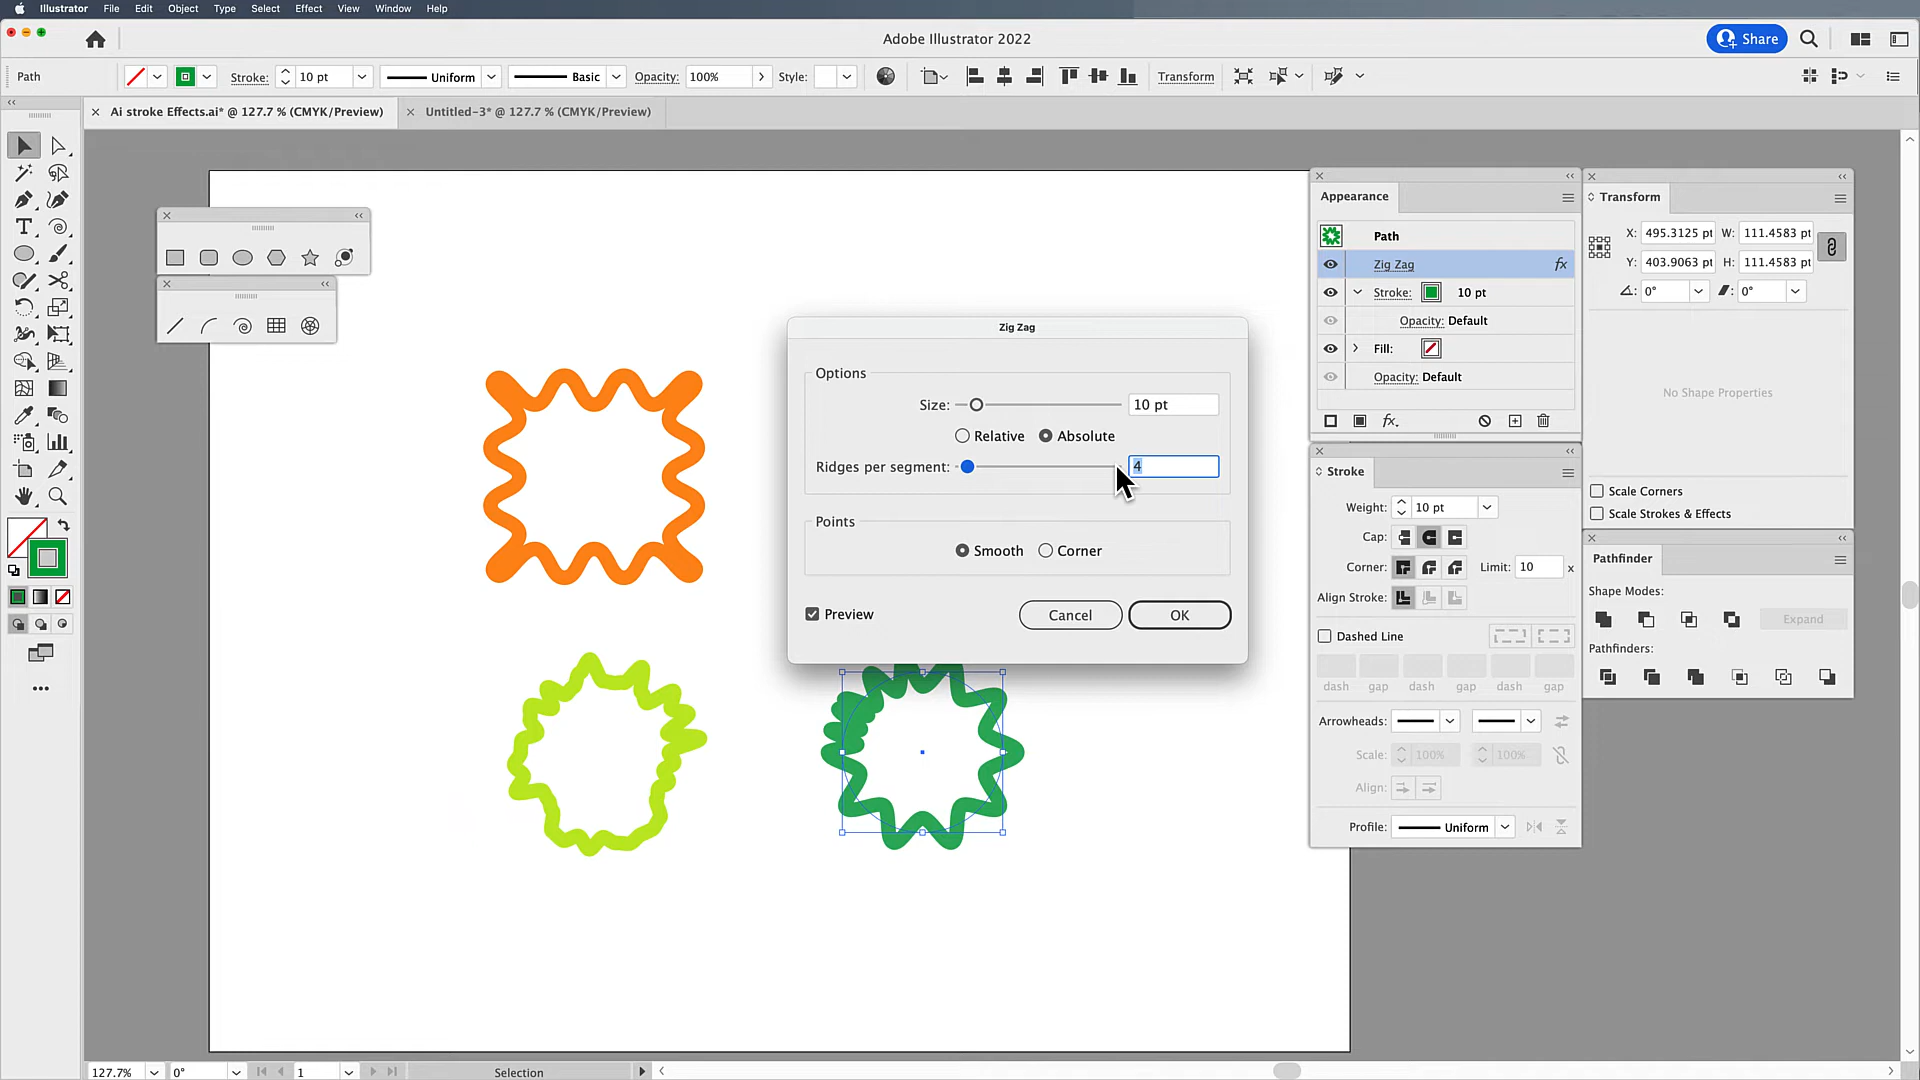 Illustrator File Edit Object Type Select Effect View Window Help
Adobe Illustrator 2022
Share
Path
Stroke: 10 pt Uniform Basic Opacity: 100% Style: Transform
Ai stroke Effects.ai* @ 127.7 % (CMYK/Preview) Untitled-3* @ 127.7 % (CMYK/Preview)
Zig Zag
Options
Size: 10 pt
Relative Absolute
Ridges per segment: 4
Points
Smooth Corner
Preview Cancel OK
Appearance
Path
Zig Zag fx
Stroke: 10 pt
Opacity: Default
Fill:
Opacity: Default
fx.
Transform
X: 495.3125 pt W: 111.4583 pt
Y: 403.9063 pt H: 111.4583 pt
0° 0°
No Shape Properties
Scale Corners
Scale Strokes & Effects
Stroke
Weight: 10 pt
Cap:
Corner: Limit: 10 x
Align Stroke:
Dashed Line
dash gap dash gap dash gap
Arrowheads:
Scale: 100% 100%
Align:
Profile: Uniform
Pathfinder
Shape Modes:
Expand
Pathfinders:
127.7% 0° 1 Selection